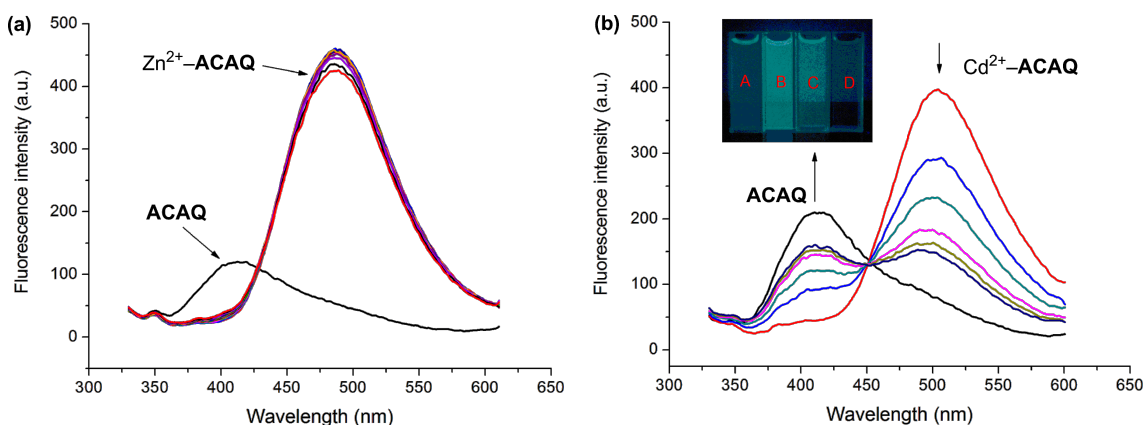 (a)
Fluorescence intensity (a.u.)
500
400
300
200
100
0
Zn²⁺–ACAQ
ACAQ
300 350 400 450 500 550 600 650
Wavelength (nm)
(b)
Fluorescence intensity (a.u.)
500
400
300
200
100
0
A B C D
Cd²⁺–ACAQ
ACAQ
300 350 400 450 500 550 600 650
Wavelength (nm)